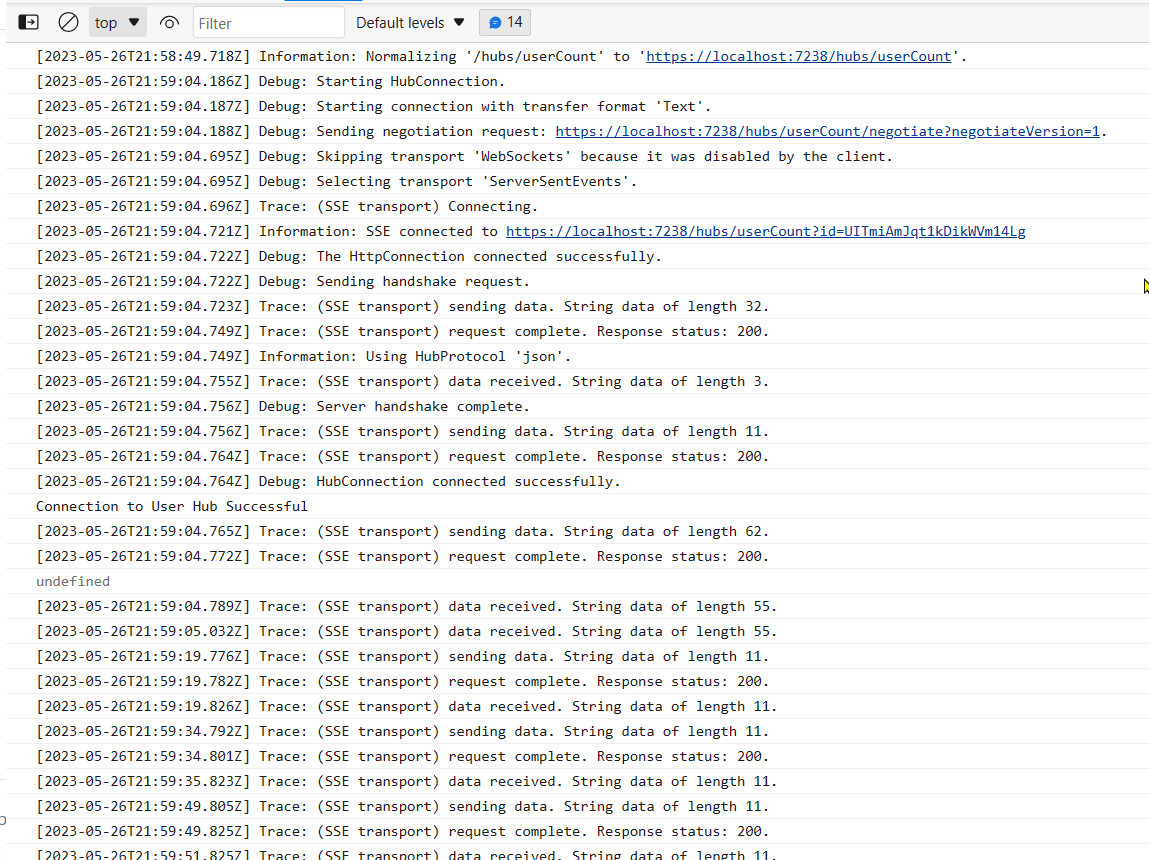 top
Filter
Default levels
14
[2023-05-26T21:58:49.718Z] Information: Normalizing '/hubs/userCount' to 'https://localhost:7238/hubs/userCount'.
[2023-05-26T21:59:04.186Z] Debug: Starting HubConnection.
[2023-05-26T21:59:04.187Z] Debug: Starting connection with transfer format 'Text'.
[2023-05-26T21:59:04.188Z] Debug: Sending negotiation request: https://localhost:7238/hubs/userCount/negotiate?negotiateVersion=1.
[2023-05-26T21:59:04.695Z] Debug: Skipping transport 'WebSockets' because it was disabled by the client.
[2023-05-26T21:59:04.695Z] Debug: Selecting transport 'ServerSentEvents'.
[2023-05-26T21:59:04.696Z] Trace: (SSE transport) Connecting.
[2023-05-26T21:59:04.721Z] Information: SSE connected to https://localhost:7238/hubs/userCount?id=UITmiAmJqt1kDikWVm14Lg
[2023-05-26T21:59:04.722Z] Debug: The HttpConnection connected successfully.
[2023-05-26T21:59:04.722Z] Debug: Sending handshake request.
[2023-05-26T21:59:04.723Z] Trace: (SSE transport) sending data. String data of length 32.
[2023-05-26T21:59:04.749Z] Trace: (SSE transport) request complete. Response status: 200.
[2023-05-26T21:59:04.749Z] Information: Using HubProtocol 'json'.
[2023-05-26T21:59:04.755Z] Trace: (SSE transport) data received. String data of length 3.
[2023-05-26T21:59:04.756Z] Debug: Server handshake complete.
[2023-05-26T21:59:04.756Z] Trace: (SSE transport) sending data. String data of length 11.
[2023-05-26T21:59:04.764Z] Trace: (SSE transport) request complete. Response status: 200.
[2023-05-26T21:59:04.764Z] Debug: HubConnection connected successfully.
Connection to User Hub Successful
[2023-05-26T21:59:04.765Z] Trace: (SSE transport) sending data. String data of length 62.
[2023-05-26T21:59:04.772Z] Trace: (SSE transport) request complete. Response status: 200.
undefined
[2023-05-26T21:59:04.789Z] Trace: (SSE transport) data received. String data of length 55.
[2023-05-26T21:59:05.032Z] Trace: (SSE transport) data received. String data of length 55.
[2023-05-26T21:59:19.776Z] Trace: (SSE transport) sending data. String data of length 11.
[2023-05-26T21:59:19.782Z] Trace: (SSE transport) request complete. Response status: 200.
[2023-05-26T21:59:19.826Z] Trace: (SSE transport) data received. String data of length 11.
[2023-05-26T21:59:34.792Z] Trace: (SSE transport) sending data. String data of length 11.
[2023-05-26T21:59:34.801Z] Trace: (SSE transport) request complete. Response status: 200.
[2023-05-26T21:59:35.823Z] Trace: (SSE transport) data received. String data of length 11.
[2023-05-26T21:59:49.805Z] Trace: (SSE transport) sending data. String data of length 11.
[2023-05-26T21:59:49.825Z] Trace: (SSE transport) request complete. Response status: 200.
[2023-05-26T21:59:51.825Z] Trace: (SSE transport) data received. String data of length 11.